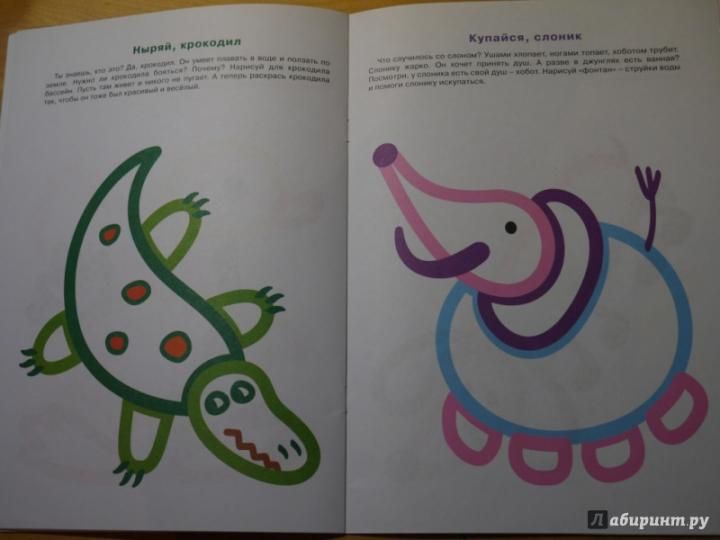 Ныряй, крокодил
Ты знаешь, кто это? Да, крокодил. Он умеет плавать в воде и ползать по
земле. Нужно ли крокодила бояться? Почему? Нарисуй для крокодила
бассейн. Пусть там живет и никого не пугает. А теперь раскрась крокодила
так, чтобы он тоже был красивый и весёлый.
Купайся, слоник
Что случилось со слоном? Ушами хлопает, ногами топает, хоботом трубит.
Слонику жарко. Он хочет принять душ. А разве в джунглях есть ванная?
Посмотри, у слоника есть свой душ – хобот. Нарисуй «фонтан» – струйки воды
и помоги слонику искупаться.
Лабиринт.ру